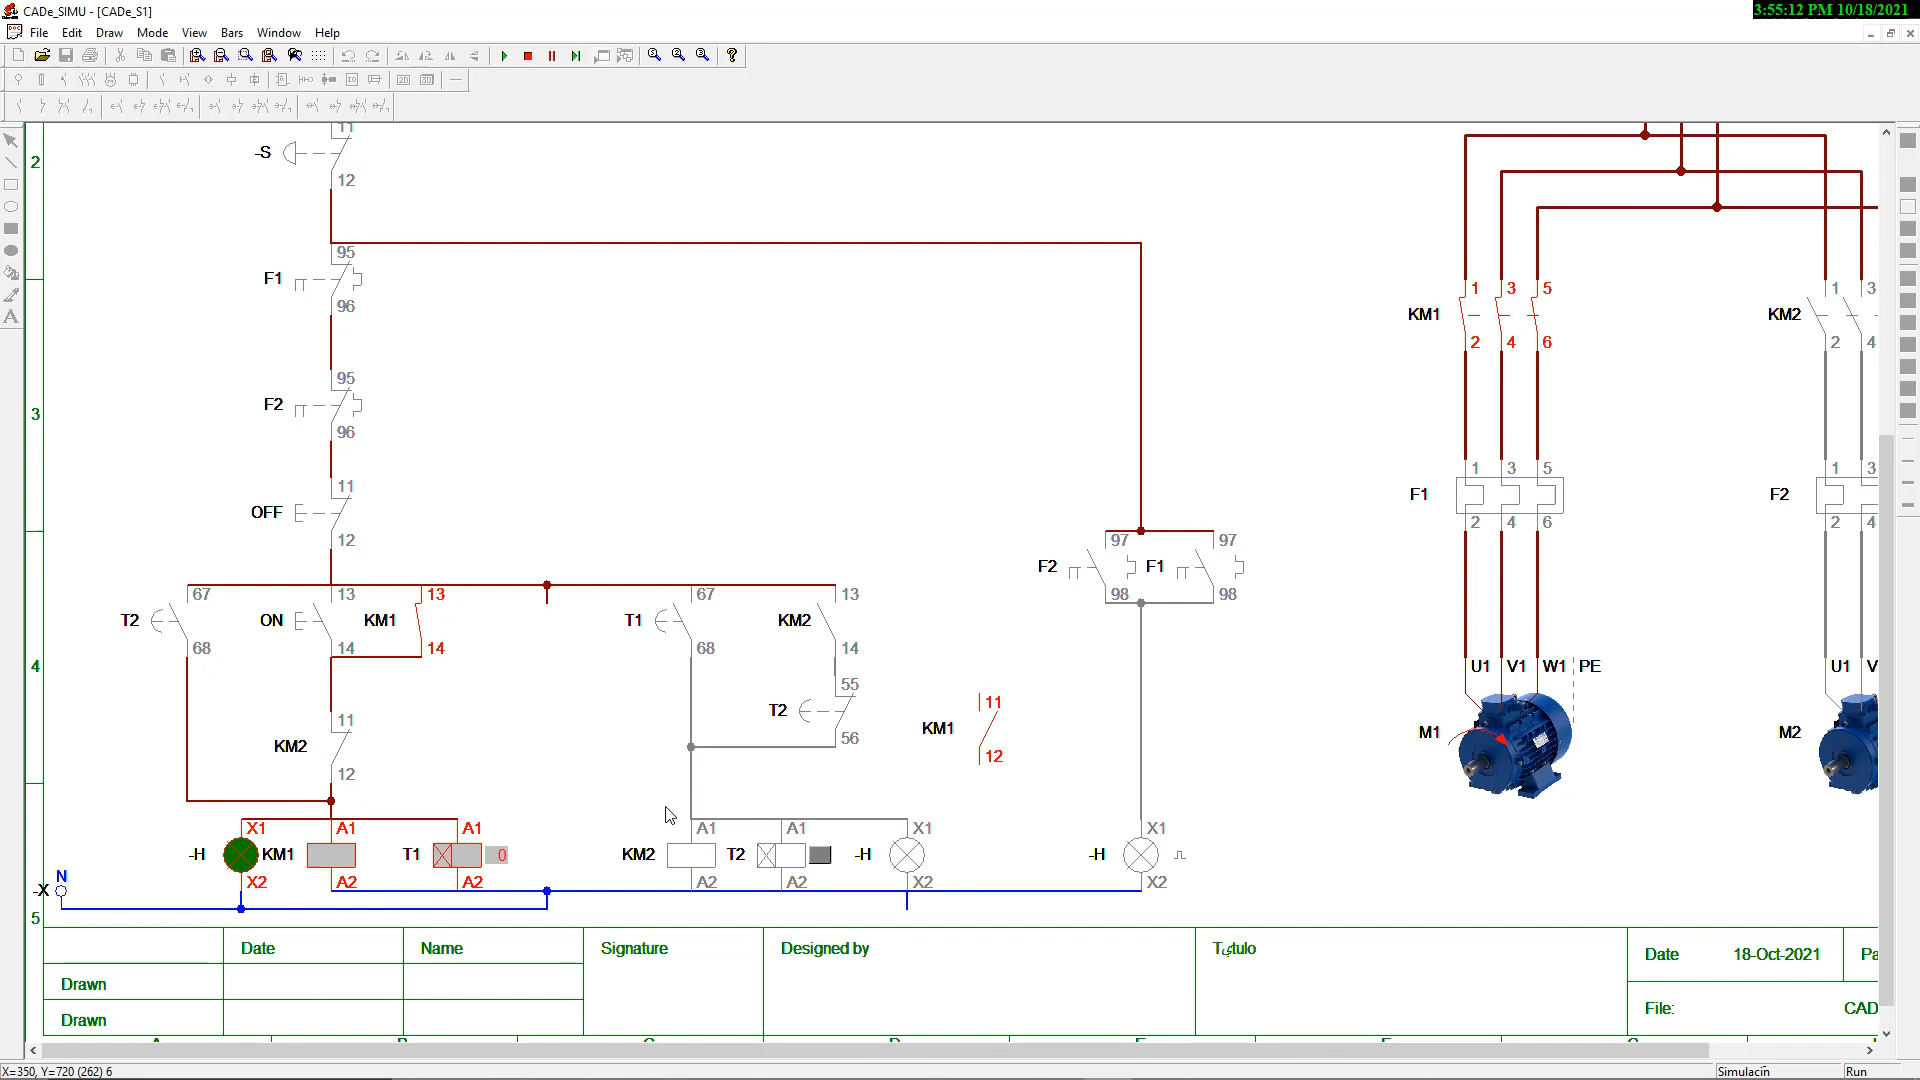 CADe_SIMU - [CADe_S1]
3:55:12 PM 10/18/2021
File Edit Draw Mode View Bars Window Help
2
-S
11
12
95
F1
96
1 3 5
KM1
2 4 6
1 3
KM2
2 4
95
F2
96
3
11
OFF
12
1 3 5
F1
2 4 6
1 3
F2
2 4
97 97
F2 F1
98 98
67 13 13
T2 ON KM1
68 14 14
67 13
T1 KM2
68 14
4
55
T2
56
11
KM1
12
U1 V1 W1 PE
M1
U1 V
M2
11
KM2
12
X1 A1 A1
-H KM1 T1 0
X2 A2 A2
A1 A1 X1
KM2 T2 -H
A2 A2 X2
X1
-H
X2
N
-X
5
Date Name Signature Designed by
Drawn
Drawn
Date 18-Oct-2021 Pa
File: CAD
X=350, Y=720 (262) 6
Run